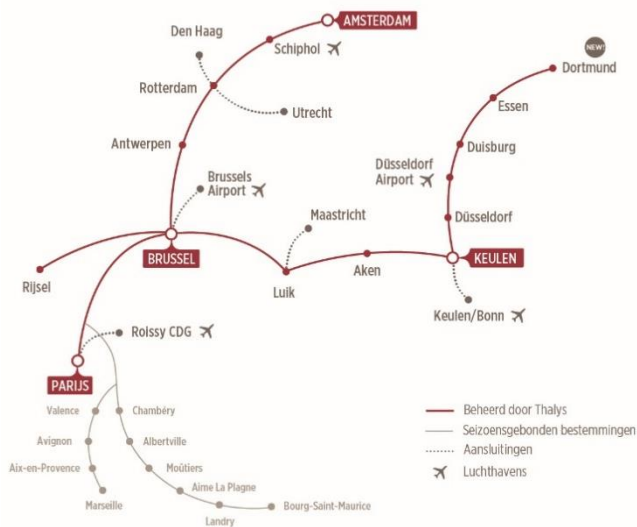 AMSTERDAM
Den Haag
Schiphol
NEW!
Dortmund
Rotterdam
Essen
Utrecht
Antwerpen
Duisburg
Düsseldorf
Airport
Brussels
Airport
Maastricht
Düsseldorf
BRUSSEL
KEULEN
Aken
Rijsel
Luik
Keulen/Bonn
Roissy CDG
PARIJS
Valence
Chambéry
Avignon
Albertville
Aix-en-Provence
Moûtiers
Marseille
Aime La Plagne
Landry
Bourg-Saint-Maurice
Beheerd door Thalys
Seizoensgebonden bestemmingen
Aansluitingen
Luchthavens